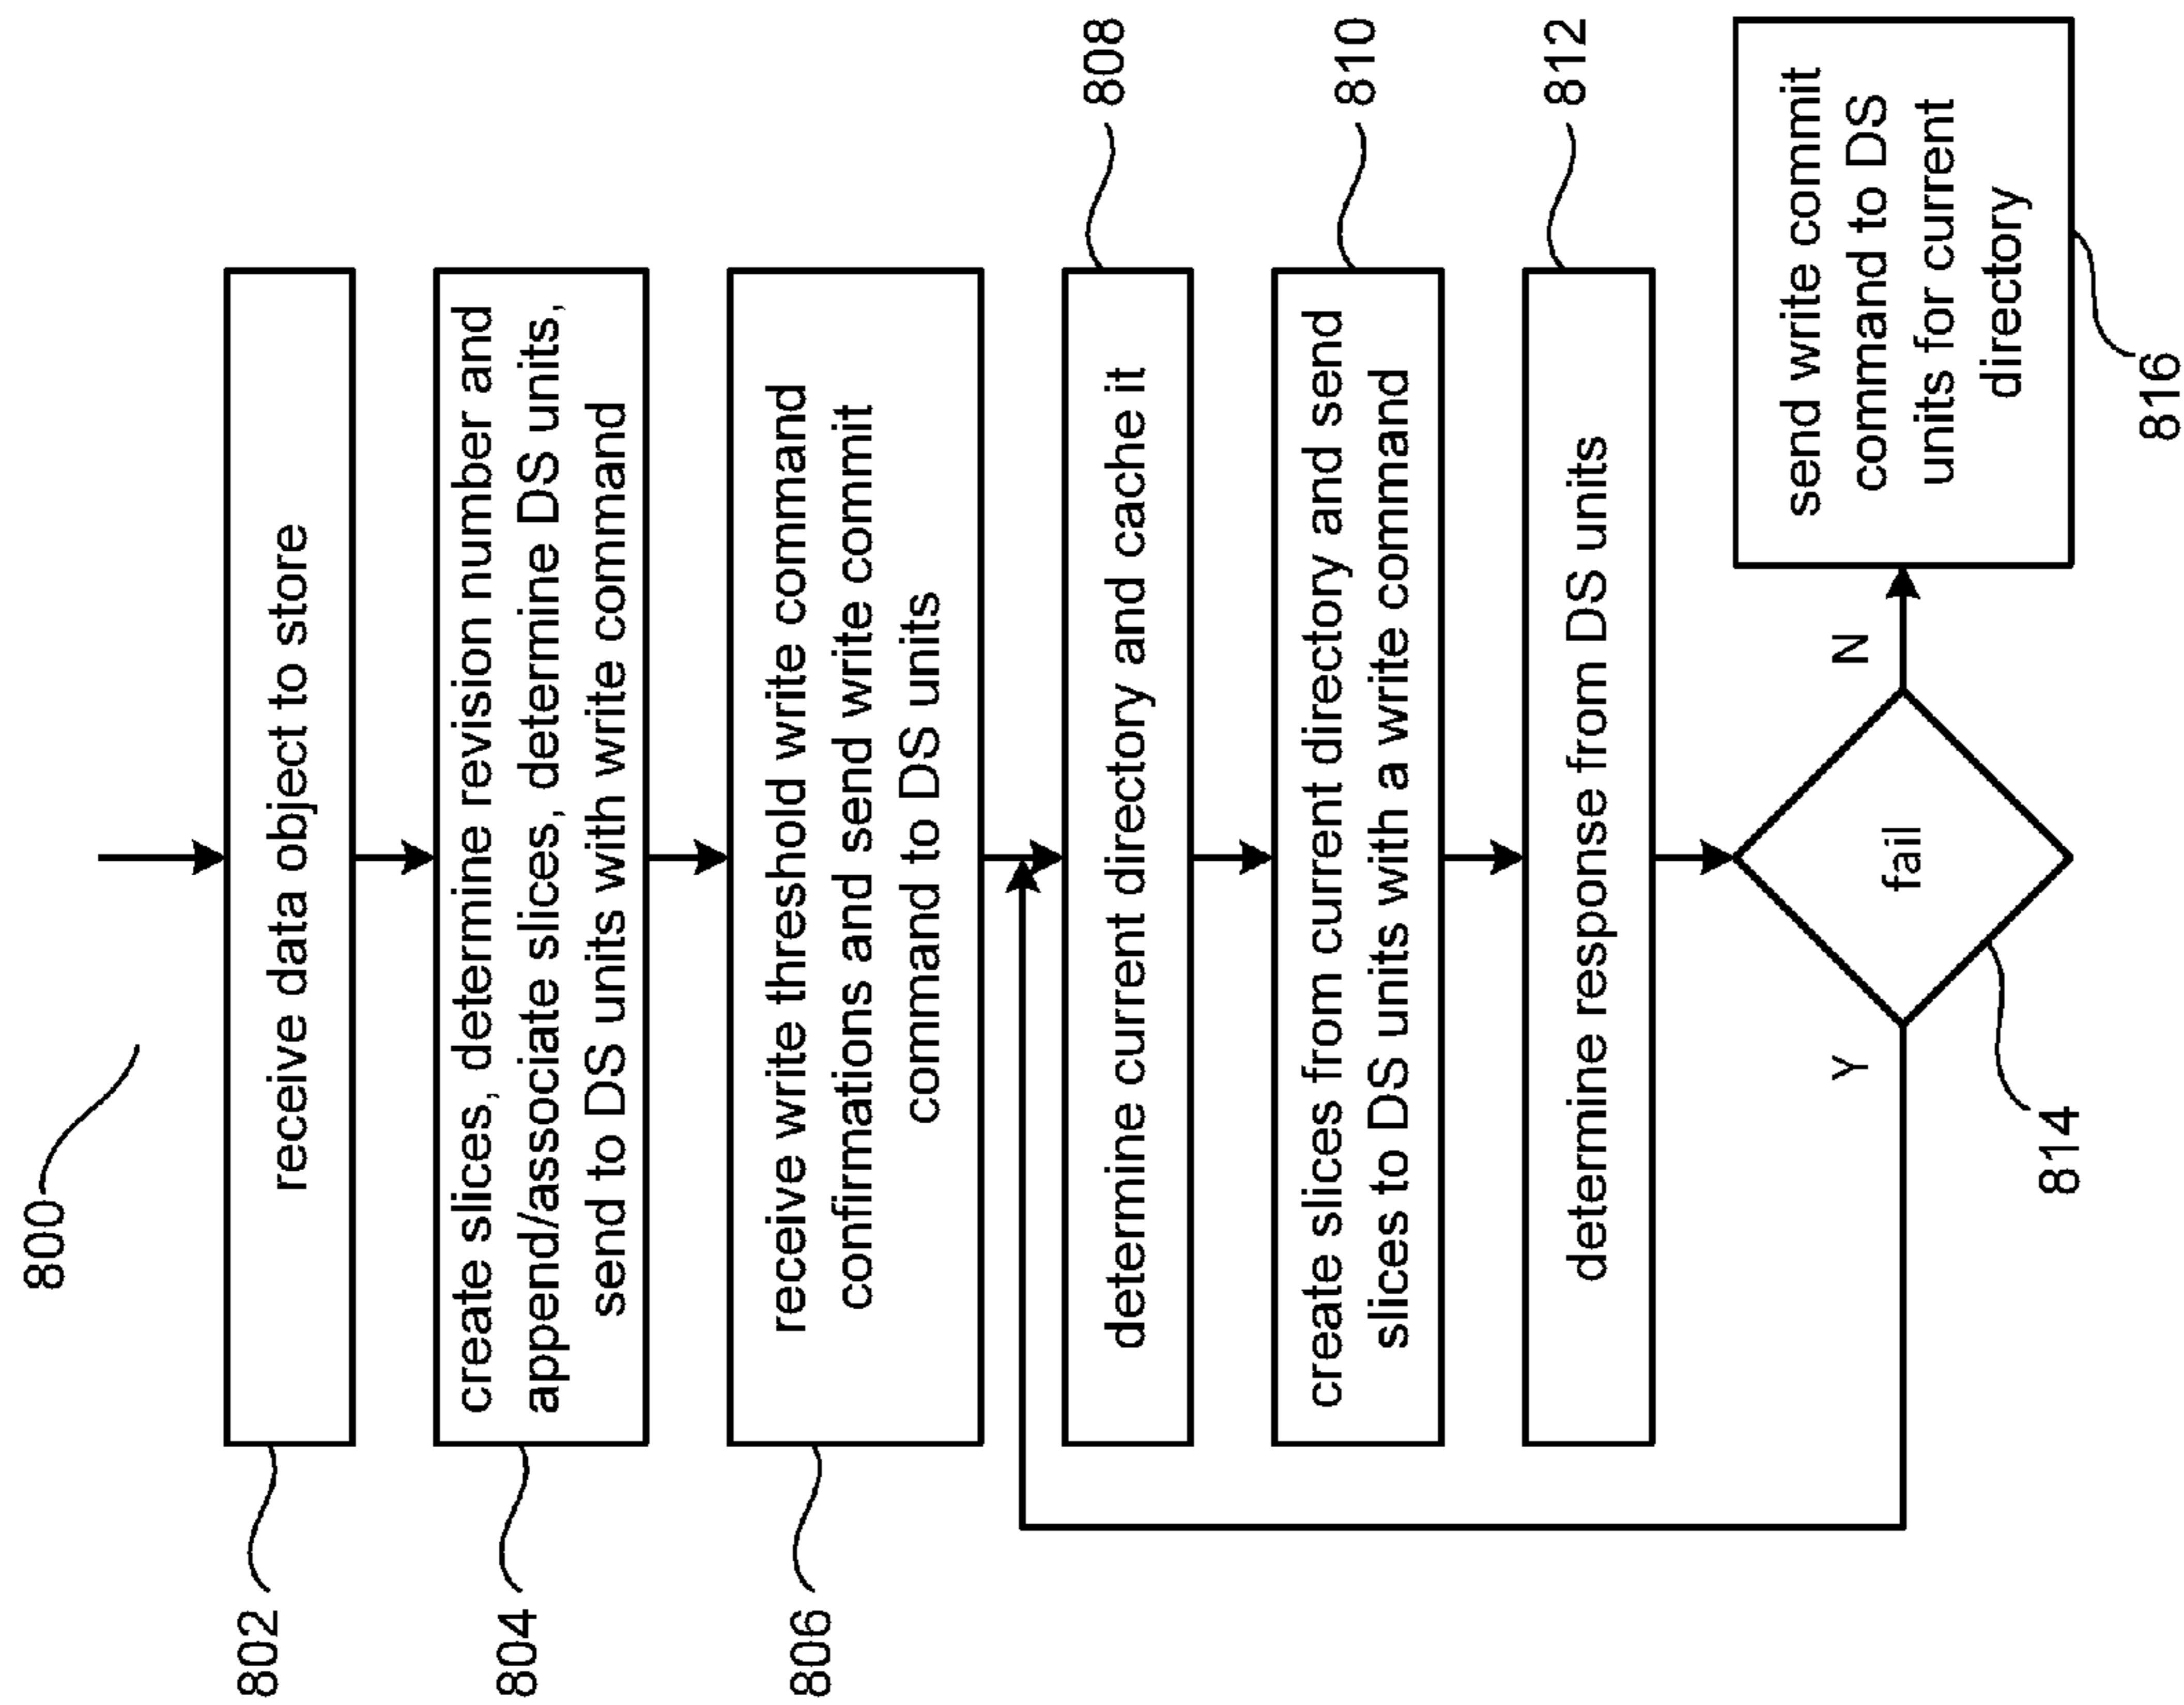 800
802
receive data object to store
804
create slices, determine revision number and
append/associate slices, determine DS units,
send to DS units with write command
806
receive write threshold write command
confirmations and send write commit
command to DS units
808
determine current directory and cache it
810
create slices from current directory and send
slices to DS units with a write command
812
determine response from DS units
814
fail
Y
N
send write commit
command to DS
units for current
directory
816